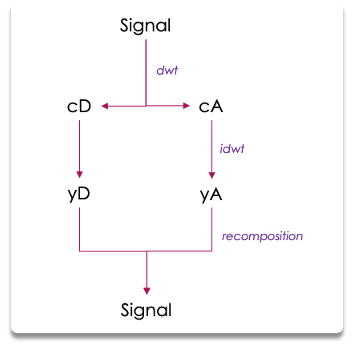 Signal
dwt
cD cA
idwt
yD yA
recomposition
Signal